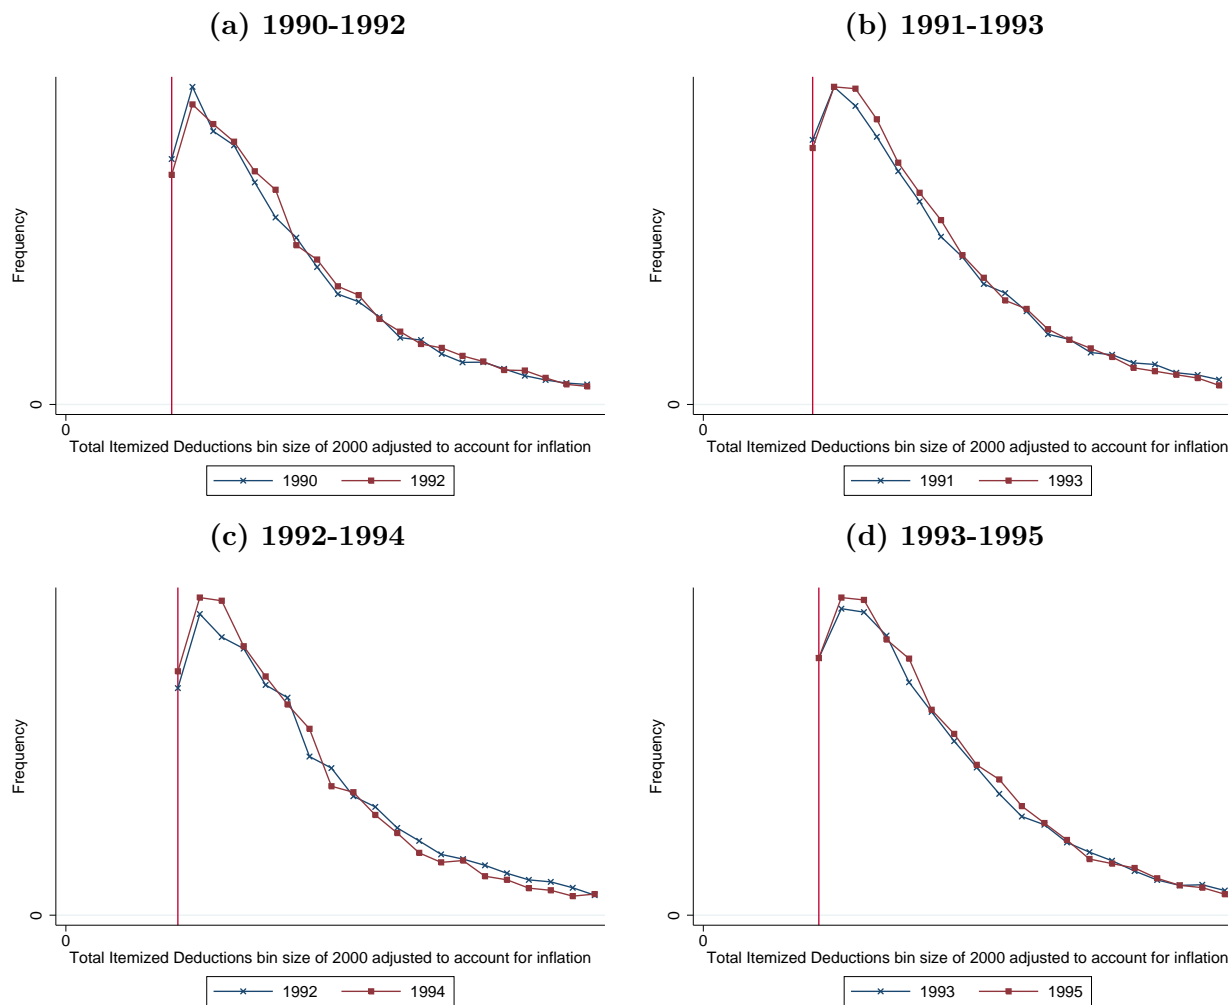 (a) 1990-1992
Frequency
0
0
Total Itemized Deductions bin size of 2000 adjusted to account for inflation
1990 1992
(b) 1991-1993
Frequency
0
0
Total Itemized Deductions bin size of 2000 adjusted to account for inflation
1991 1993
(c) 1992-1994
Frequency
0
0
Total Itemized Deductions bin size of 2000 adjusted to account for inflation
1992 1994
(d) 1993-1995
Frequency
0
0
Total Itemized Deductions bin size of 2000 adjusted to account for inflation
1993 1995